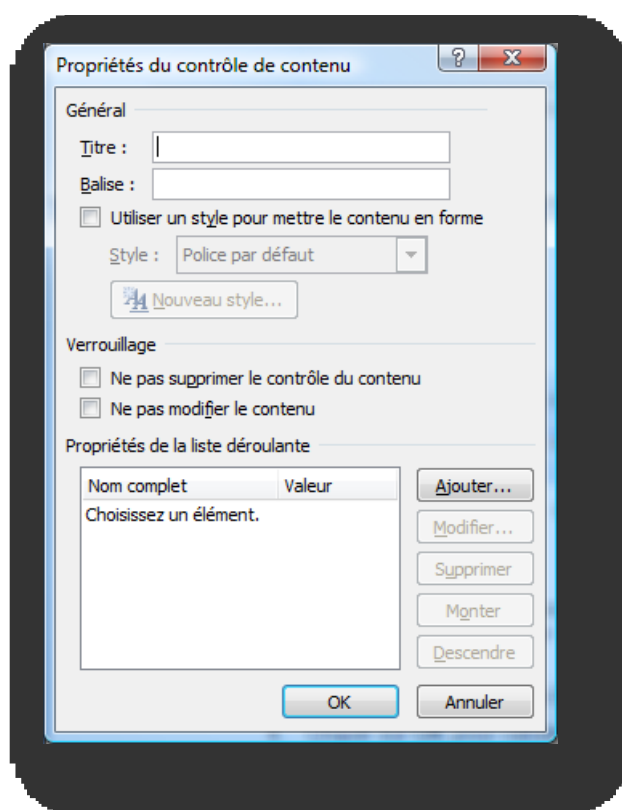 Propriétés du contrôle de contenu
Général
Titre :
Balise :
Utiliser un style pour mettre le contenu en forme
Style : Police par défaut
Nouveau style...
Verrouillage
Ne pas supprimer le contrôle du contenu
Ne pas modifier le contenu
Propriétés de la liste déroulante
Nom complet Valeur
Choisissez un élément.
Ajouter...
Modifier...
Supprimer
Monter
Descendre
OK Annuler